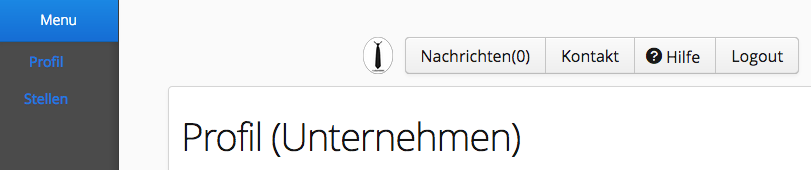 Menu
Profil
Stellen
Nachrichten(0) Kontakt Hilfe Logout
Profil (Unternehmen)